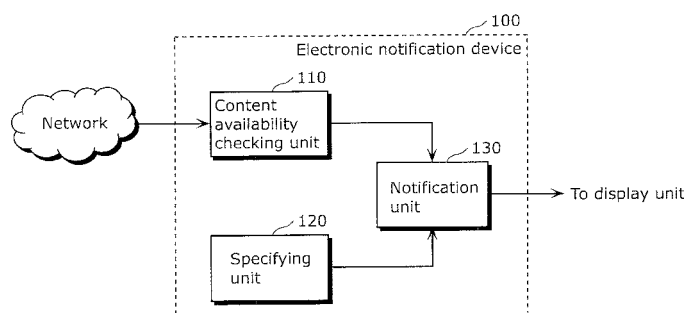 100
Electronic notification device
110
Network
Content
availability
checking unit
130
Notification
unit
To display unit
120
Specifying
unit